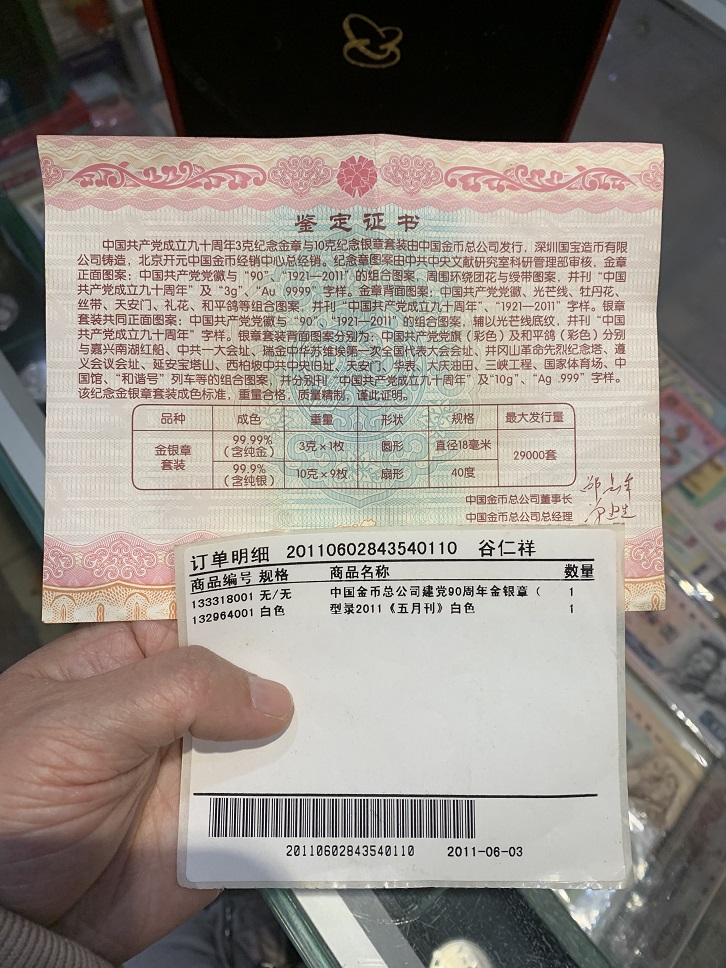 鉴定证书
中国共产党成立九十周年3克纪念金章与10克纪念银章套装由中国金币总公司发行，深圳国宝造币有限
公司铸造，北京开元中国金币经销中心总经销。纪念章图案由中共中央文献研究室科研管理部审核。金章
正面图案：中国共产党党徽与“90”、“1921—2011”的组合图案，周围环绕团花与绶带图案，并刊“中国
共产党成立九十周年”及“3g”、“Au 9999”字样。金章背面图案：中国共产党党徽、光芒线、牡丹花、
丝带、天安门、礼花、和平鸽等组合图案，并刊“中国共产党成立九十周年”、“1921—2011”字样。银章
套装共同正面图案：中国共产党党徽与“90”、“1921—2011”的组合图案，辅以光芒线底纹，并刊“中国
共产党成立九十周年”字样。银章套装背面图案分别为：中国共产党党旗（彩色）及和平鸽（彩色）分别
与嘉兴南湖红船、中共一大会址、瑞金中华苏维埃第一次全国代表大会会址、井冈山革命先烈纪念塔、遵
义会议会址、延安宝塔山、西柏坡中共中央旧址、天安门、华表、大庆油田、三峡工程、国家体育场、中
国馆、“和谐号”列车等的组合图案，并分别刊“中国共产党成立九十周年”及“10g”、“Ag .999”字样。
该纪念金银章套装成色标准，重量合格，质量精制，谨此证明。
品种 成色 重量 形状 规格 最大发行量
金银章套装 99.99%（含纯金） 3克×1枚 圆形 直径18毫米 29000套
99.9%（含纯银） 10克×9枚 扇形 40度
中国金币总公司董事长
中国金币总公司总经理
订单明细 20110602843540110 谷仁祥
商品编号 规格 商品名称 数量
133318001 无/无 中国金币总公司建党90周年金银章（ 1
132964001 白色 型录2011《五月刊》白色 1
20110602843540110 2011-06-03